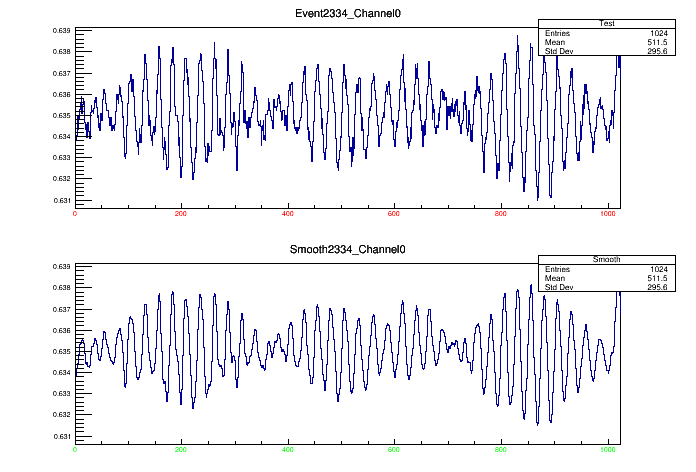 Event2334_Channel0
Test
Entries 1024
Mean 511.5
Std Dev 295.6
0.639
0.638
0.637
0.636
0.635
0.634
0.633
0.632
0.631
0 200 400 600 800 1000
Smooth2334_Channel0
Smooth
Entries 1024
Mean 511.5
Std Dev 295.6
0.639
0.638
0.637
0.636
0.635
0.634
0.633
0.632
0.631
0 200 400 600 800 1000